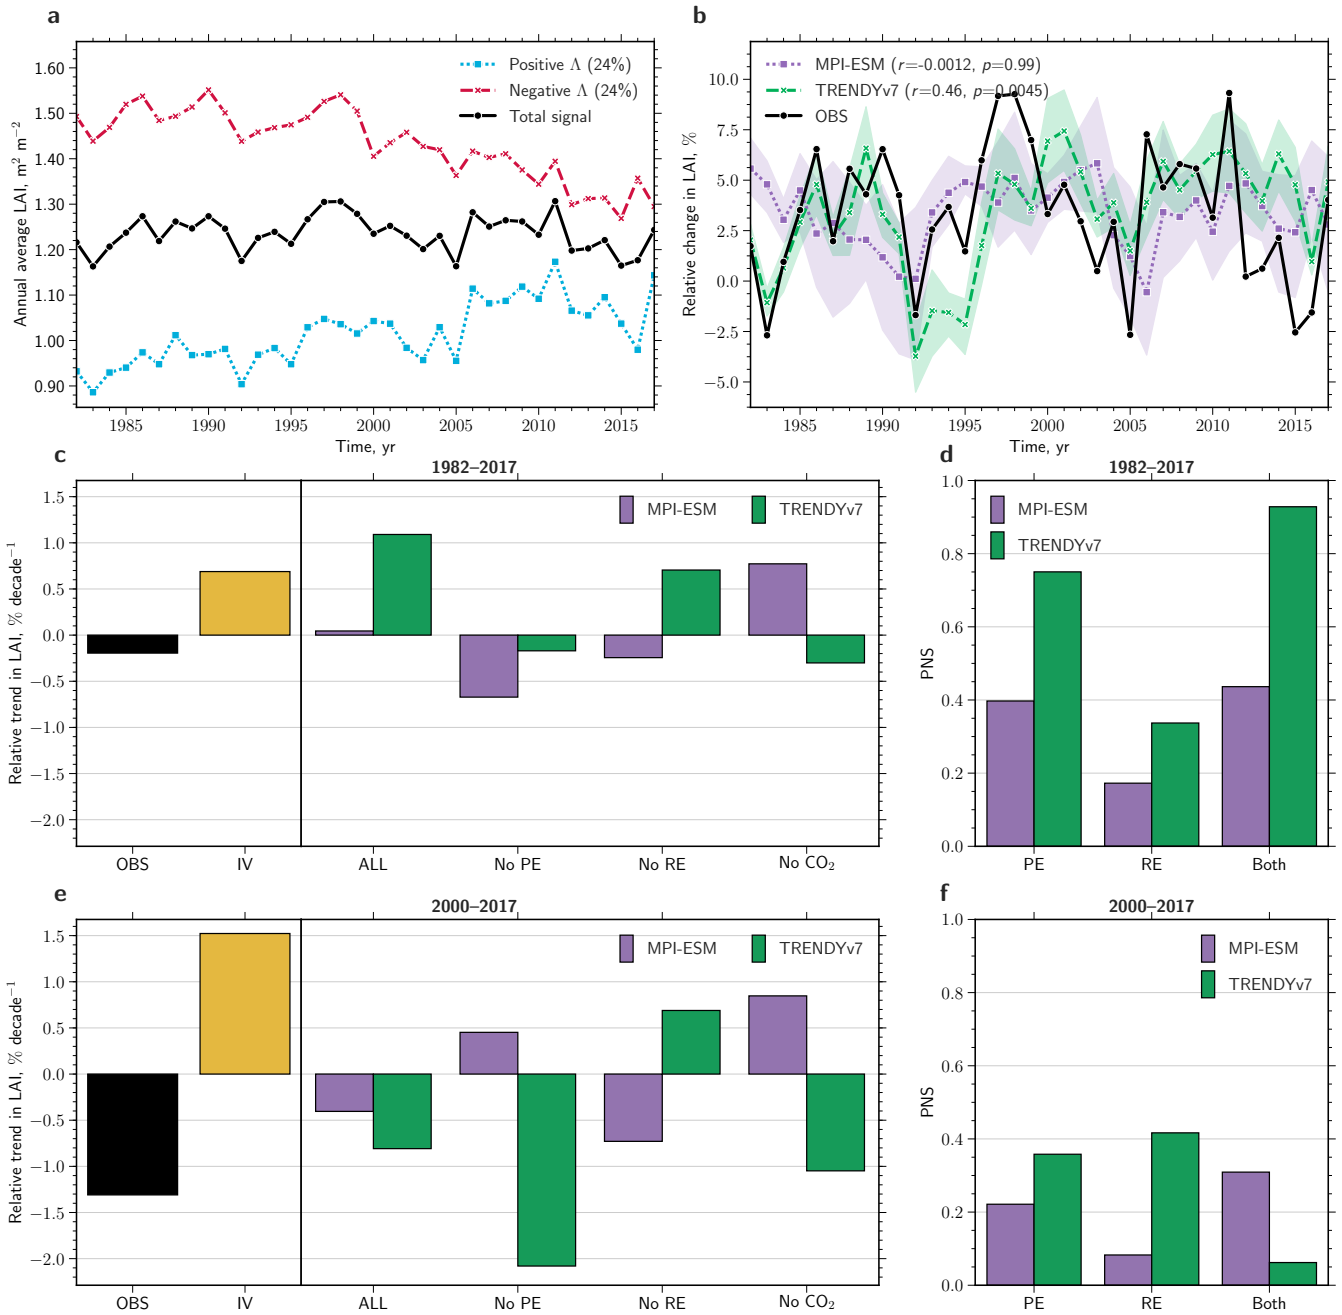 a
1.60
1.50
1.40
1.30
1.20
1.10
1.00
0.90
Annual average LAI, m² m⁻²
Positive Λ (24%)
Negative Λ (24%)
Total signal
1985 1990 1995 2000 2005 2010 2015
Time, yr
b
10.0
7.5
5.0
2.5
0.0
−2.5
−5.0
Relative change in LAI, %
MPI-ESM (r=-0.0012, p=0.99)
TRENDYv7 (r=0.46, p=0.0045)
OBS
1985 1990 1995 2000 2005 2010 2015
Time, yr
c
1982–2017
1.5
1.0
0.5
0.0
−0.5
−1.0
−1.5
−2.0
Relative trend in LAI, % decade⁻¹
MPI-ESM TRENDYv7
OBS IV ALL No PE No RE No CO₂
d
1982–2017
1.0
0.8
0.6
0.4
0.2
0.0
PNS
MPI-ESM
TRENDYv7
PE RE Both
e
2000–2017
1.5
1.0
0.5
0.0
−0.5
−1.0
−1.5
−2.0
Relative trend in LAI, % decade⁻¹
MPI-ESM TRENDYv7
OBS IV ALL No PE No RE No CO₂
f
2000–2017
1.0
0.8
0.6
0.4
0.2
0.0
PNS
MPI-ESM
TRENDYv7
PE RE Both